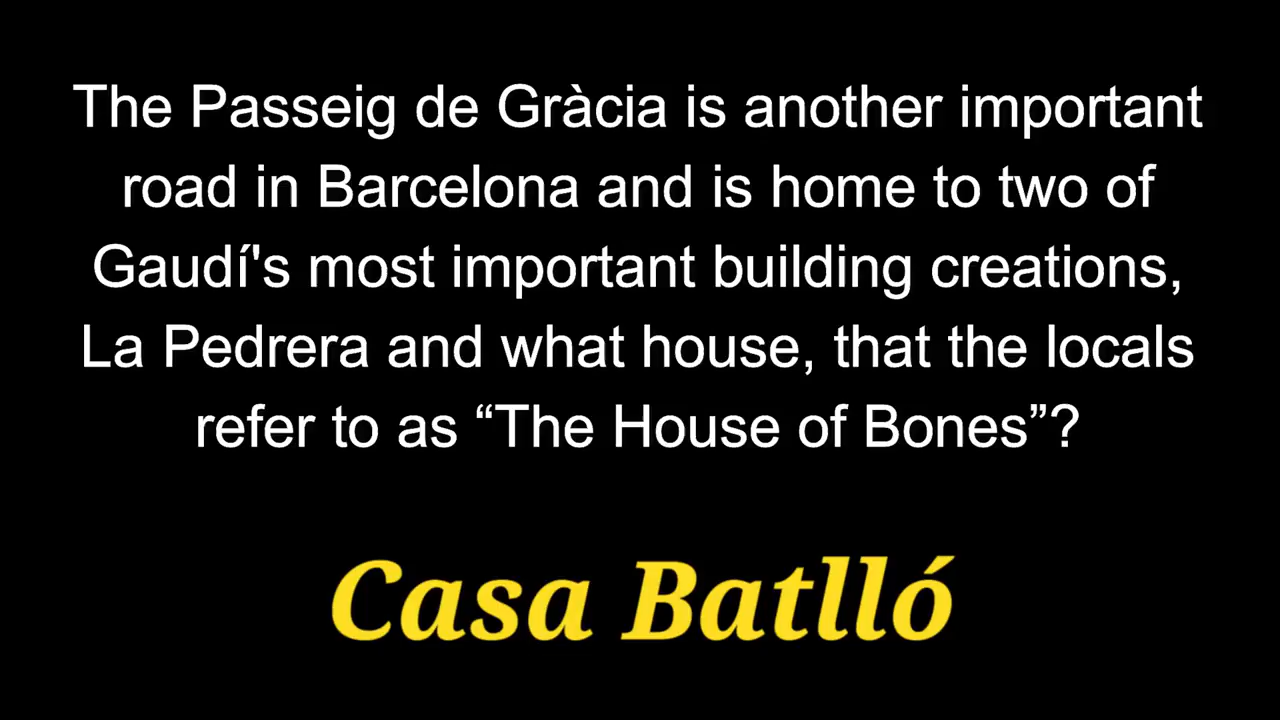 The Passeig de Gràcia is another important
road in Barcelona and is home to two of
Gaudí's most important building creations,
La Pedrera and what house, that the locals
refer to as “The House of Bones”?
Casa Batlló